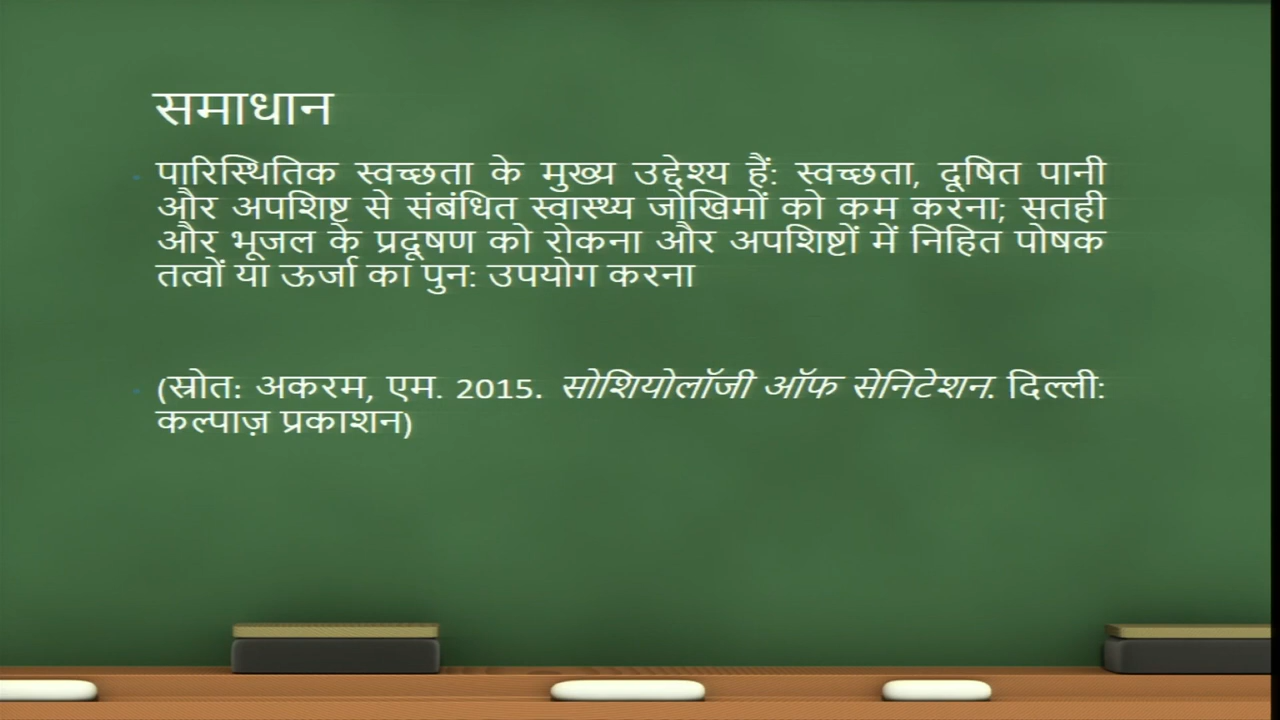 समाधान
पारिस्थितिक स्वच्छता के मुख्य उद्देश्य हैं: स्वच्छता, दूषित पानी
और अपशिष्ट से संबंधित स्वास्थ्य जोखिमों को कम करना; सतही
और भूजल के प्रदूषण को रोकना और अपशिष्टों में निहित पोषक
तत्वों या ऊर्जा का पुन: उपयोग करना
(स्रोत: अकरम, एम. 2015. सोशियोलॉजी ऑफ सेनिटेशन. दिल्ली:
कल्पाज़ प्रकाशन)